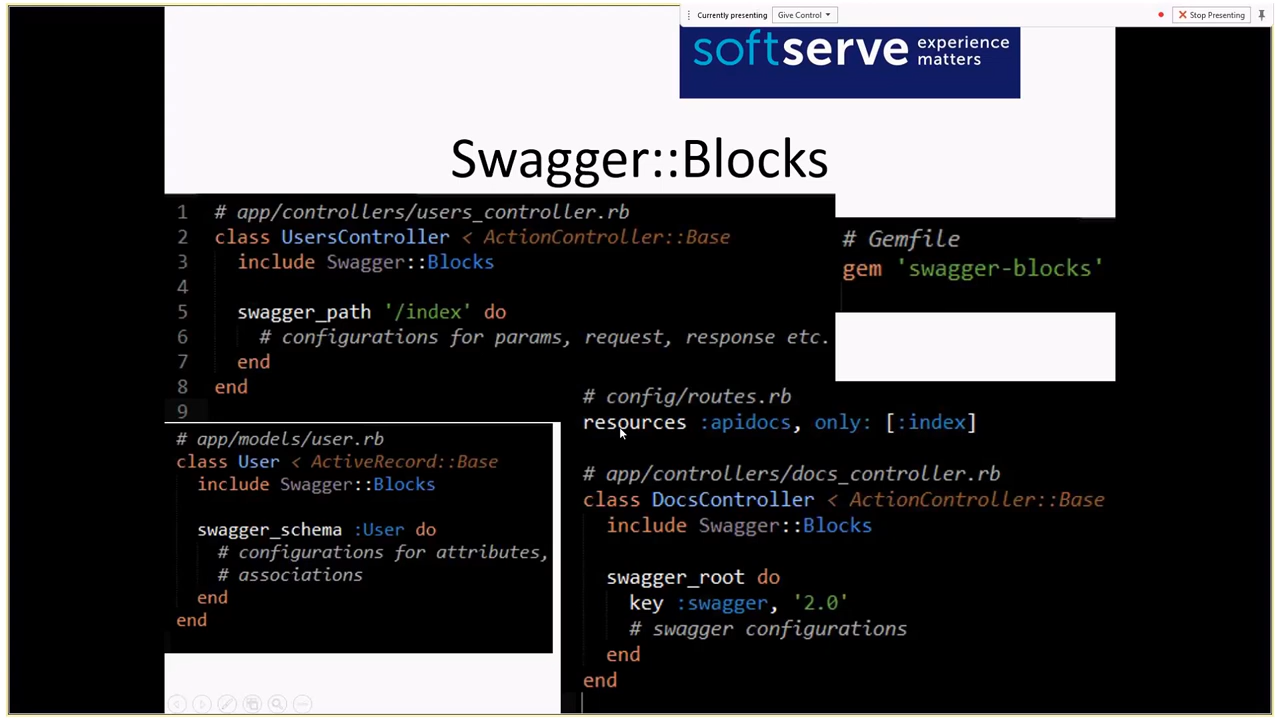 Currently presenting
Give Control
Stop Presenting
softserve experience matters
Swagger::Blocks
1 # app/controllers/users_controller.rb
2 class UsersController < ActionController::Base
3 include Swagger::Blocks
4
5 swagger_path '/index' do
6 # configurations for params, request, response etc.
7 end
8 end
9
# Gemfile
gem 'swagger-blocks'
# app/models/user.rb
class User < ActiveRecord::Base
include Swagger::Blocks
swagger_schema :User do
# configurations for attributes,
# associations
end
end
# config/routes.rb
resources :apidocs, only: [:index]
# app/controllers/docs_controller.rb
class DocsController < ActionController::Base
include Swagger::Blocks
swagger_root do
key :swagger, '2.0'
# swagger configurations
end
end